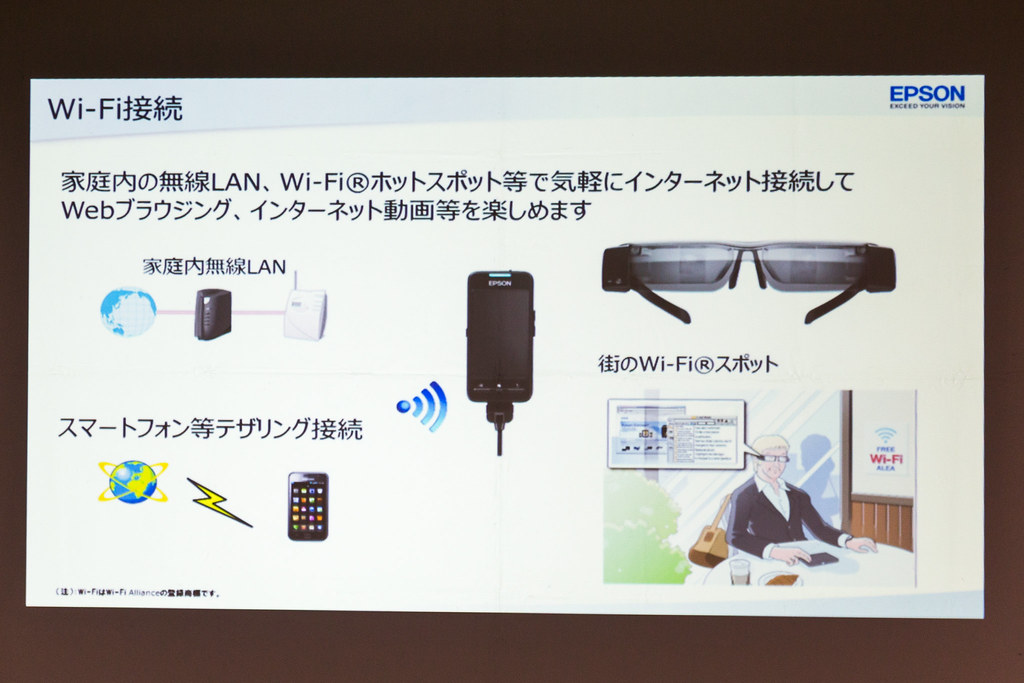 Wi-Fi接続
EPSON
EXCEED YOUR VISION
家庭内の無線LAN、Wi-Fi®ホットスポット等で気軽にインターネット接続して
Webブラウジング、インターネット動画等を楽しめます
家庭内無線LAN
EPSON
街のWi-Fi®スポット
スマートフォン等テザリング接続
FREE
Wi-Fi
ALEA
(注):Wi-FiはWi-Fi Allianceの登録商標です。